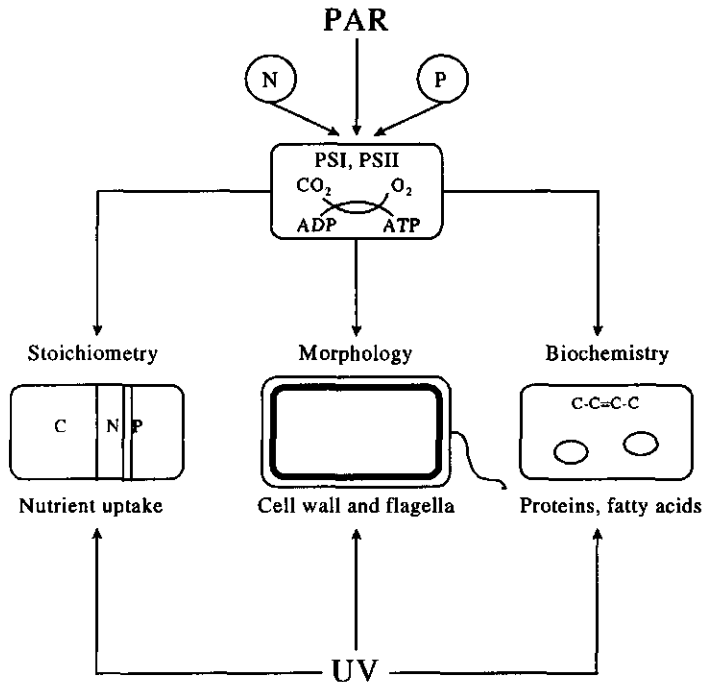 PAR
N P
PSI, PSII
CO2 O2
ADP ATP
Stoichiometry Morphology Biochemistry
C N P C-C=C-C
Nutrient uptake Cell wall and flagella Proteins, fatty acids
UV